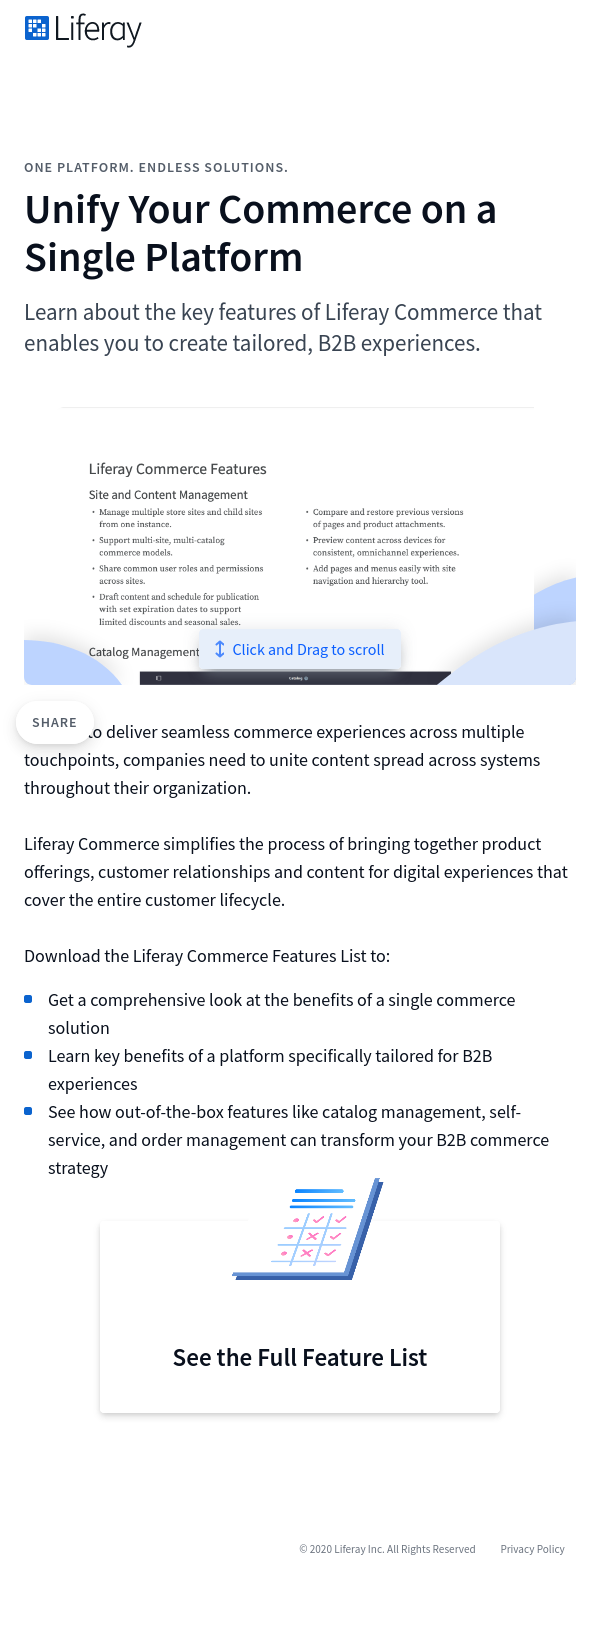 Liferay
ONE PLATFORM. ENDLESS SOLUTIONS.
Unify Your Commerce on a
Single Platform
Learn about the key features of Liferay Commerce that
enables you to create tailored, B2B experiences.
Liferay Commerce Features
Site and Content Management
• Manage multiple store sites and child sites
from one instance.
• Support multi-site, multi-catalog
commerce models.
• Share common user roles and permissions
across sites.
• Draft content and schedule for publication
with set expiration dates to support
limited discounts and seasonal sales.
• Compare and restore previous versions
of pages and product attachments.
• Preview content across devices for
consistent, omnichannel experiences.
• Add pages and menus easily with site
navigation and hierarchy tool.
Catalog Management
Click and Drag to scroll
Catalog
SHARE
to deliver seamless commerce experiences across multiple
touchpoints, companies need to unite content spread across systems
throughout their organization.
Liferay Commerce simplifies the process of bringing together product
offerings, customer relationships and content for digital experiences that
cover the entire customer lifecycle.
Download the Liferay Commerce Features List to:
Get a comprehensive look at the benefits of a single commerce
solution
Learn key benefits of a platform specifically tailored for B2B
experiences
See how out-of-the-box features like catalog management, self-
service, and order management can transform your B2B commerce
strategy
See the Full Feature List
© 2020 Liferay Inc. All Rights Reserved Privacy Policy